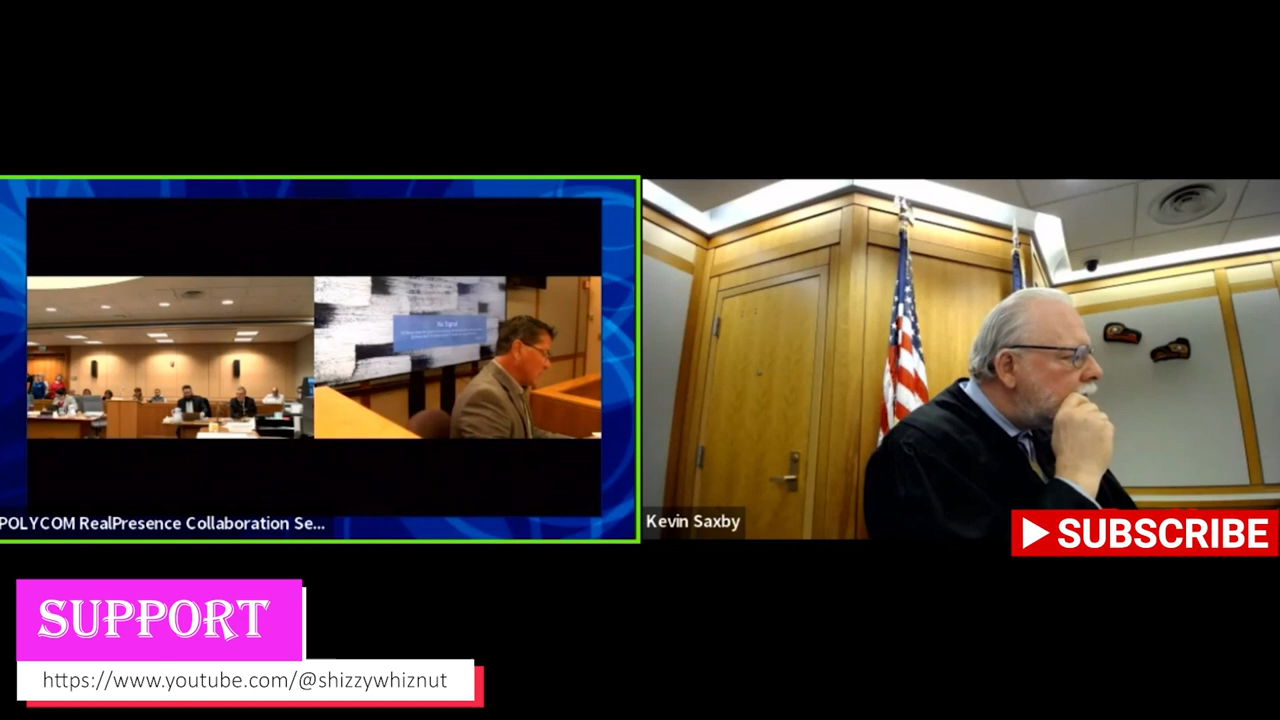 No Signal
POLYCOM RealPresence Collaboration Se...
Kevin Saxby
SUBSCRIBE
SUPPORT
https://www.youtube.com/@shizzywhiznut